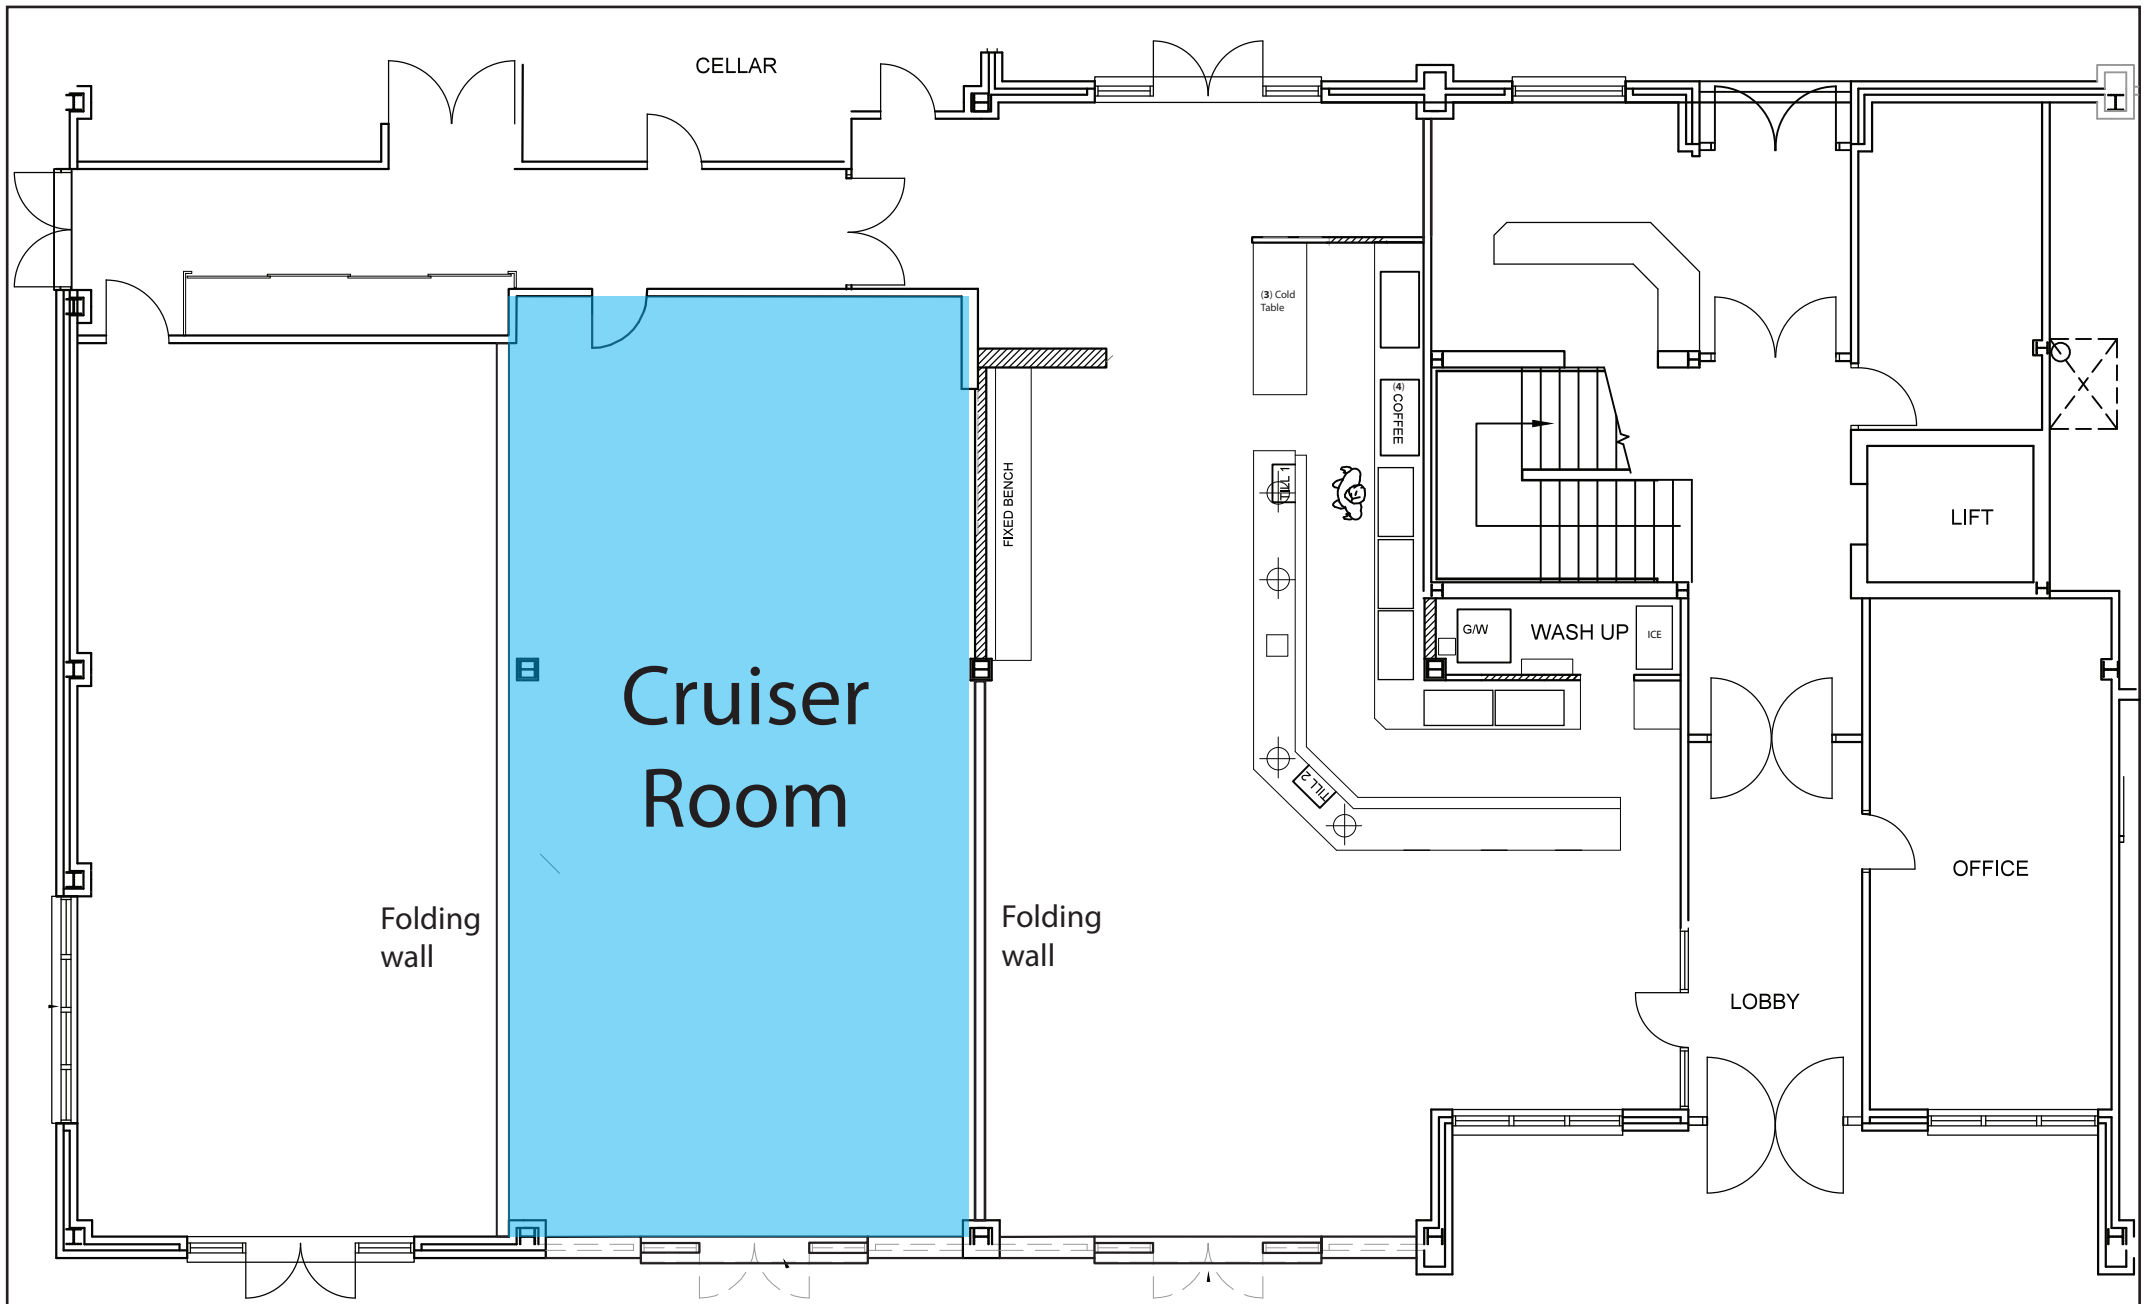 CELLAR
(3) Cold
Table
(4)
COFFEE
FIXED BENCH
TILL 1
LIFT
G/W
WASH UP
ICE
Cruiser
Room
TILL 2
OFFICE
Folding
wall
Folding
wall
LOBBY